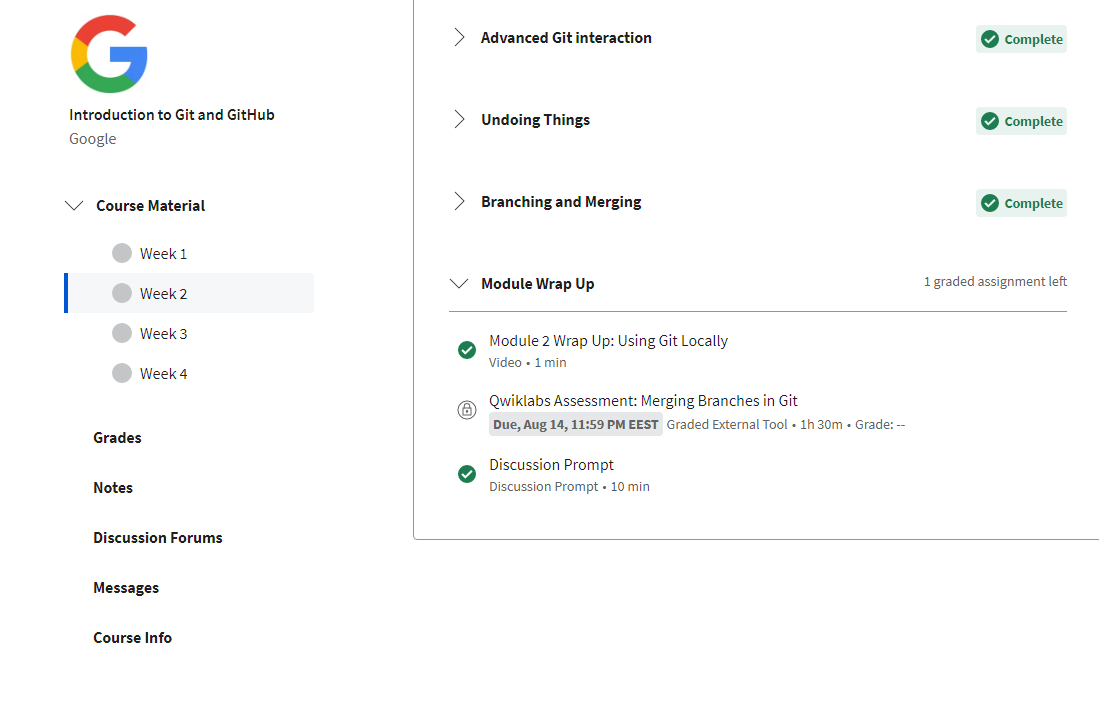 Introduction to Git and GitHub
Google
Course Material
Week 1
Week 2
Week 3
Week 4
Grades
Notes
Discussion Forums
Messages
Course Info
Advanced Git interaction
Complete
Undoing Things
Complete
Branching and Merging
Complete
Module Wrap Up
1 graded assignment left
Module 2 Wrap Up: Using Git Locally
Video • 1 min
Qwiklabs Assessment: Merging Branches in Git
Due, Aug 14, 11:59 PM EEST Graded External Tool • 1h 30m • Grade: --
Discussion Prompt
Discussion Prompt • 10 min